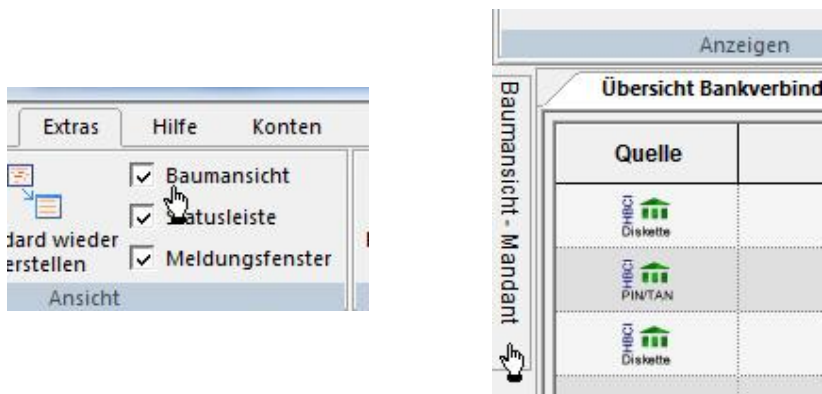 Extras Hilfe Konten
Baumansicht
Statusleiste
Meldungsfenster
dard wieder
erstellen
Ansicht
Anzeigen
Baumansicht - Mandant
Übersicht Bankverbind
Quelle
HBCI
Diskette
HBCI
PIN/TAN
HBCI
Diskette